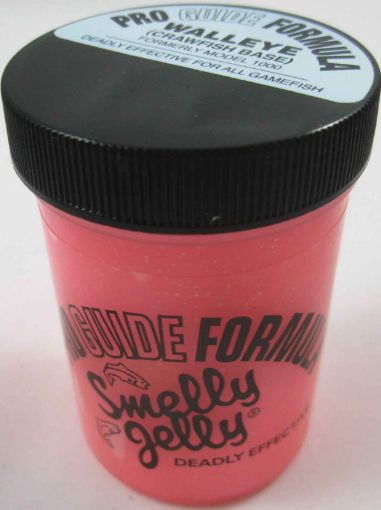 PRO GUIDE FORMULA
WALLEYE
(CRAWFISH BASE)
FORMERLY MODEL 1000
DEADLY EFFECTIVE FOR ALL GAMEFISH
GUIDE FORMULA
Smelly
Jelly®
DEADLY EFFECTIVE